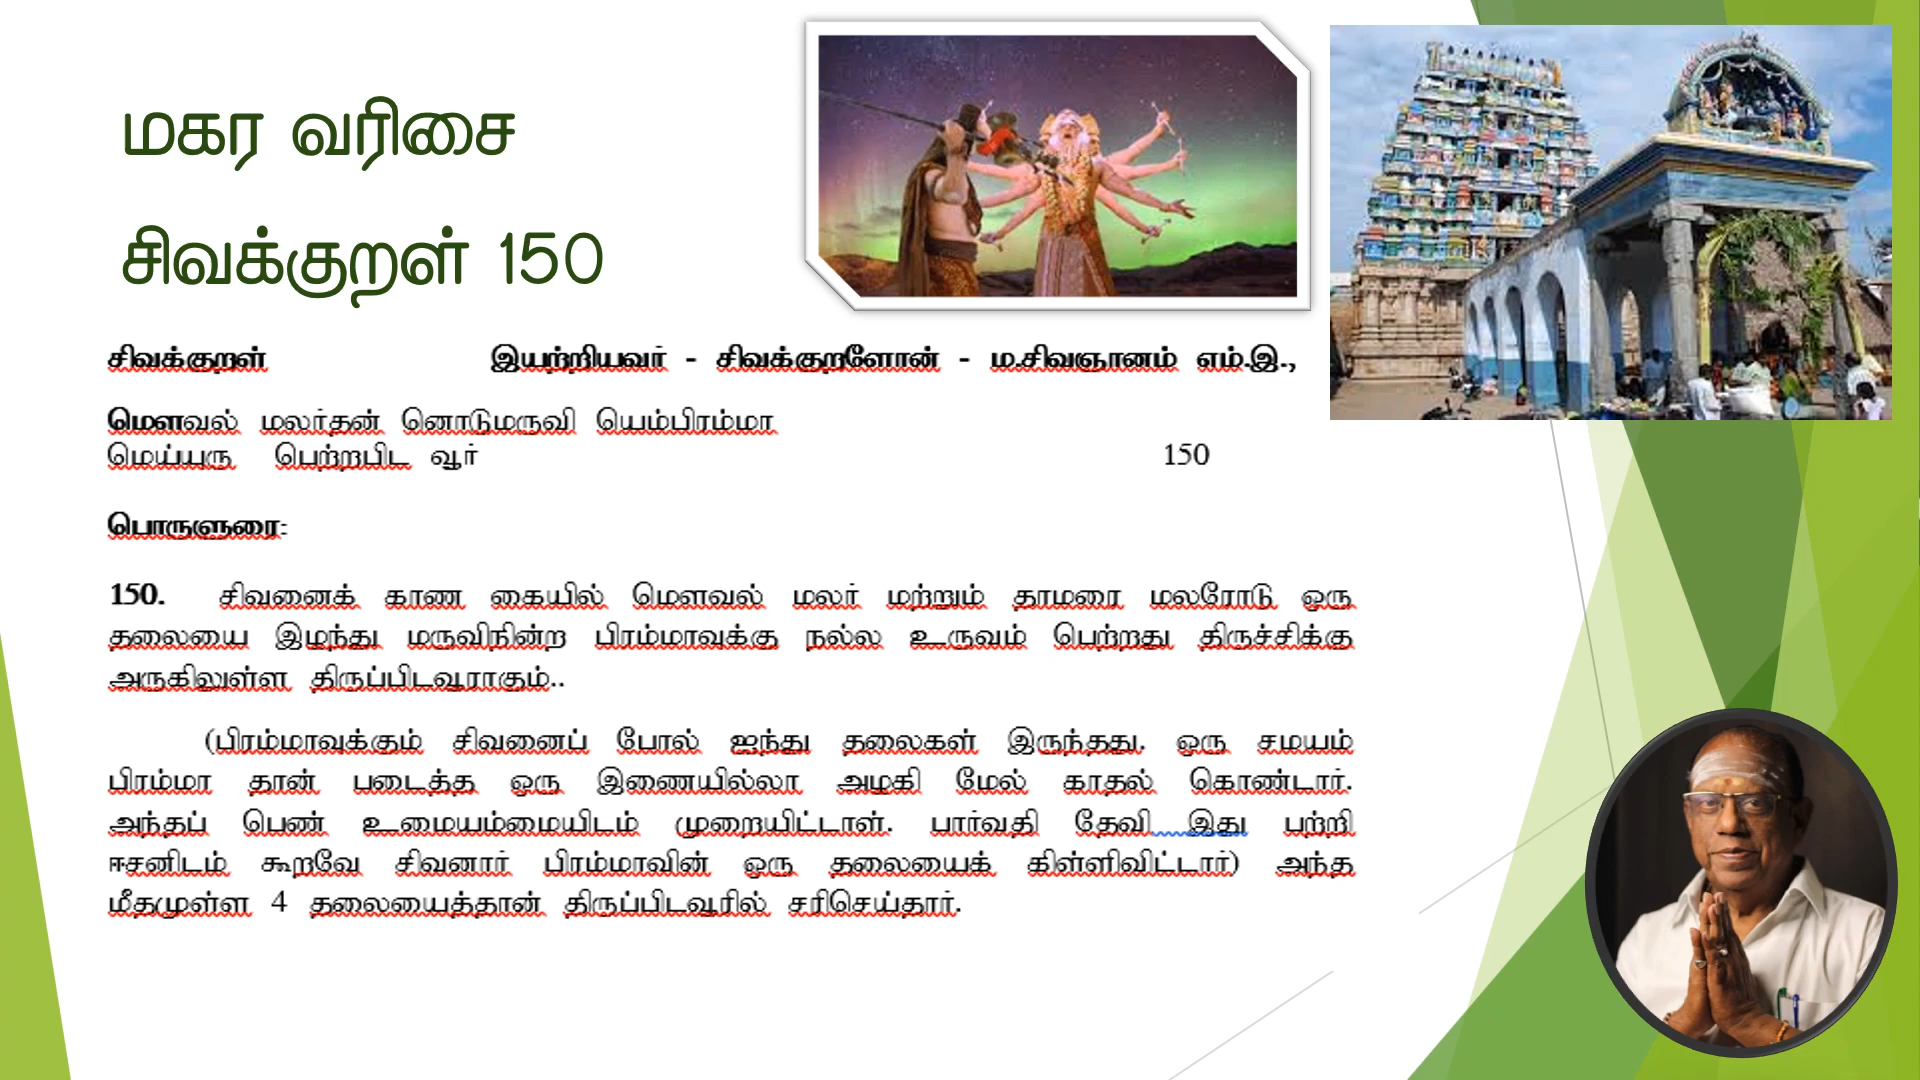 மகர வரிசை
சிவக்குறள் 150
சிவக்குறள் இயற்றியவர் - சிவக்குறளோன் - ம.சிவஞானம் எம்.இ.,
மௌவல் மலர்தன் னொடுமருவி யெம்பிரம்மா
மெய்யுரு பெற்றபிட வூர் 150
பொருளுரை:
150. சிவனைக் காண கையில் மௌவல் மலர் மற்றும் தாமரை மலரோடு ஒரு
தலையை இழந்து மருவிநின்ற பிரம்மாவுக்கு நல்ல உருவம் பெற்றது திருச்சிக்கு
அருகிலுள்ள திருப்பிடவூராகும்..
(பிரம்மாவுக்கும் சிவனைப் போல் ஐந்து தலைகள் இருந்தது. ஒரு சமயம்
பிரம்மா தான் படைத்த ஒரு இணையில்லா அழகி மேல் காதல் கொண்டார்.
அந்தப் பெண் உமையம்மையிடம் முறையிட்டாள். பார்வதி தேவி இது பற்றி
ஈசனிடம் கூறவே சிவனார் பிரம்மாவின் ஒரு தலையைக் கிள்ளிவிட்டார்) அந்த
மீதமுள்ள 4 தலையைத்தான் திருப்பிடவூரில் சரிசெய்தார்.